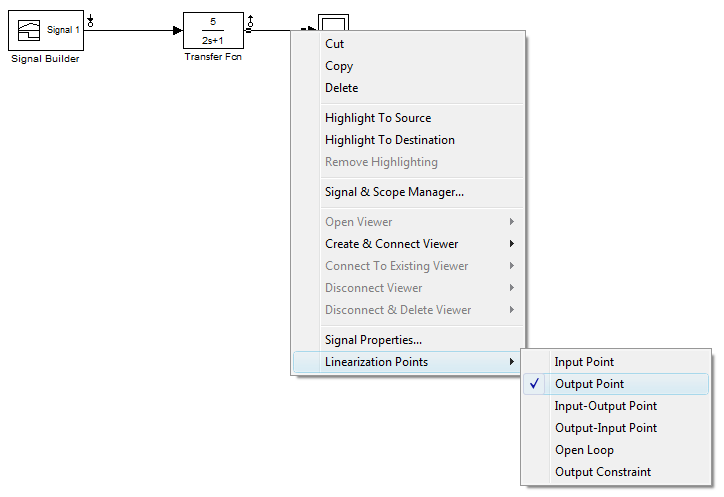 Signal 1
Signal Builder
5
2s+1
Transfer Fcn
Cut
Copy
Delete
Highlight To Source
Highlight To Destination
Remove Highlighting
Signal & Scope Manager...
Open Viewer
Create & Connect Viewer
Connect To Existing Viewer
Disconnect Viewer
Disconnect & Delete Viewer
Signal Properties...
Linearization Points
Input Point
Output Point
Input-Output Point
Output-Input Point
Open Loop
Output Constraint